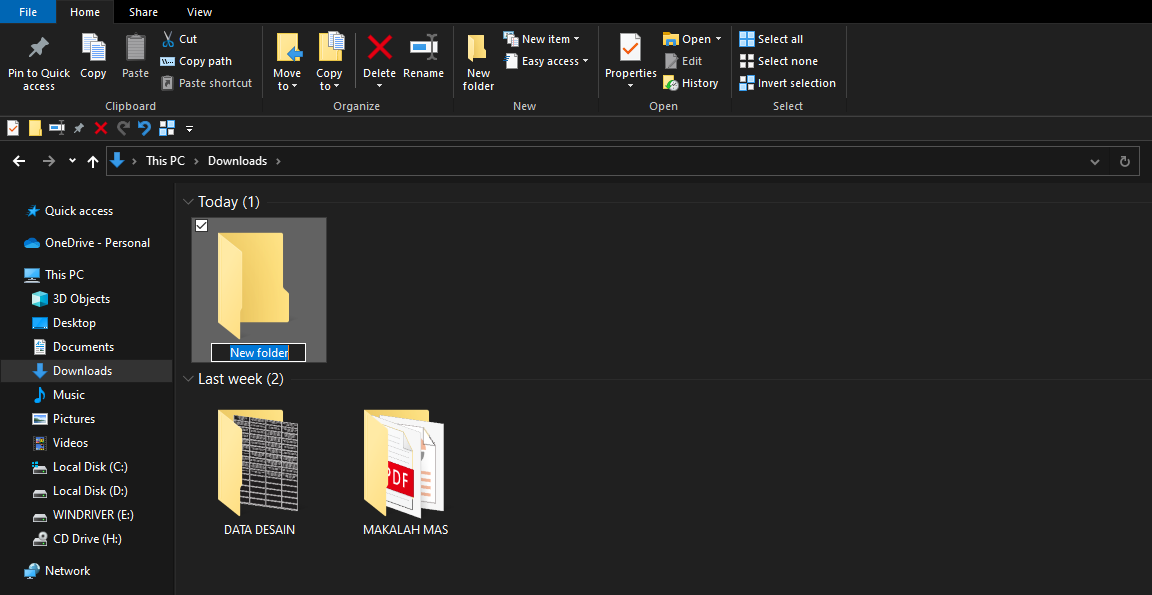 File Home Share View
Pin to Quick access
Copy
Paste
Cut
Copy path
Paste shortcut
Clipboard
Move to
Copy to
Delete
Rename
Organize
New folder
New item
Easy access
New
Properties
Open
Edit
History
Open
Select all
Select none
Invert selection
Select
This PC Downloads
Quick access
OneDrive - Personal
This PC
3D Objects
Desktop
Documents
Downloads
Music
Pictures
Videos
Local Disk (C:)
Local Disk (D:)
WINDRIVER (E:)
CD Drive (H:)
Network
Today (1)
New folder
Last week (2)
PDF
DATA DESAIN MAKALAH MAS